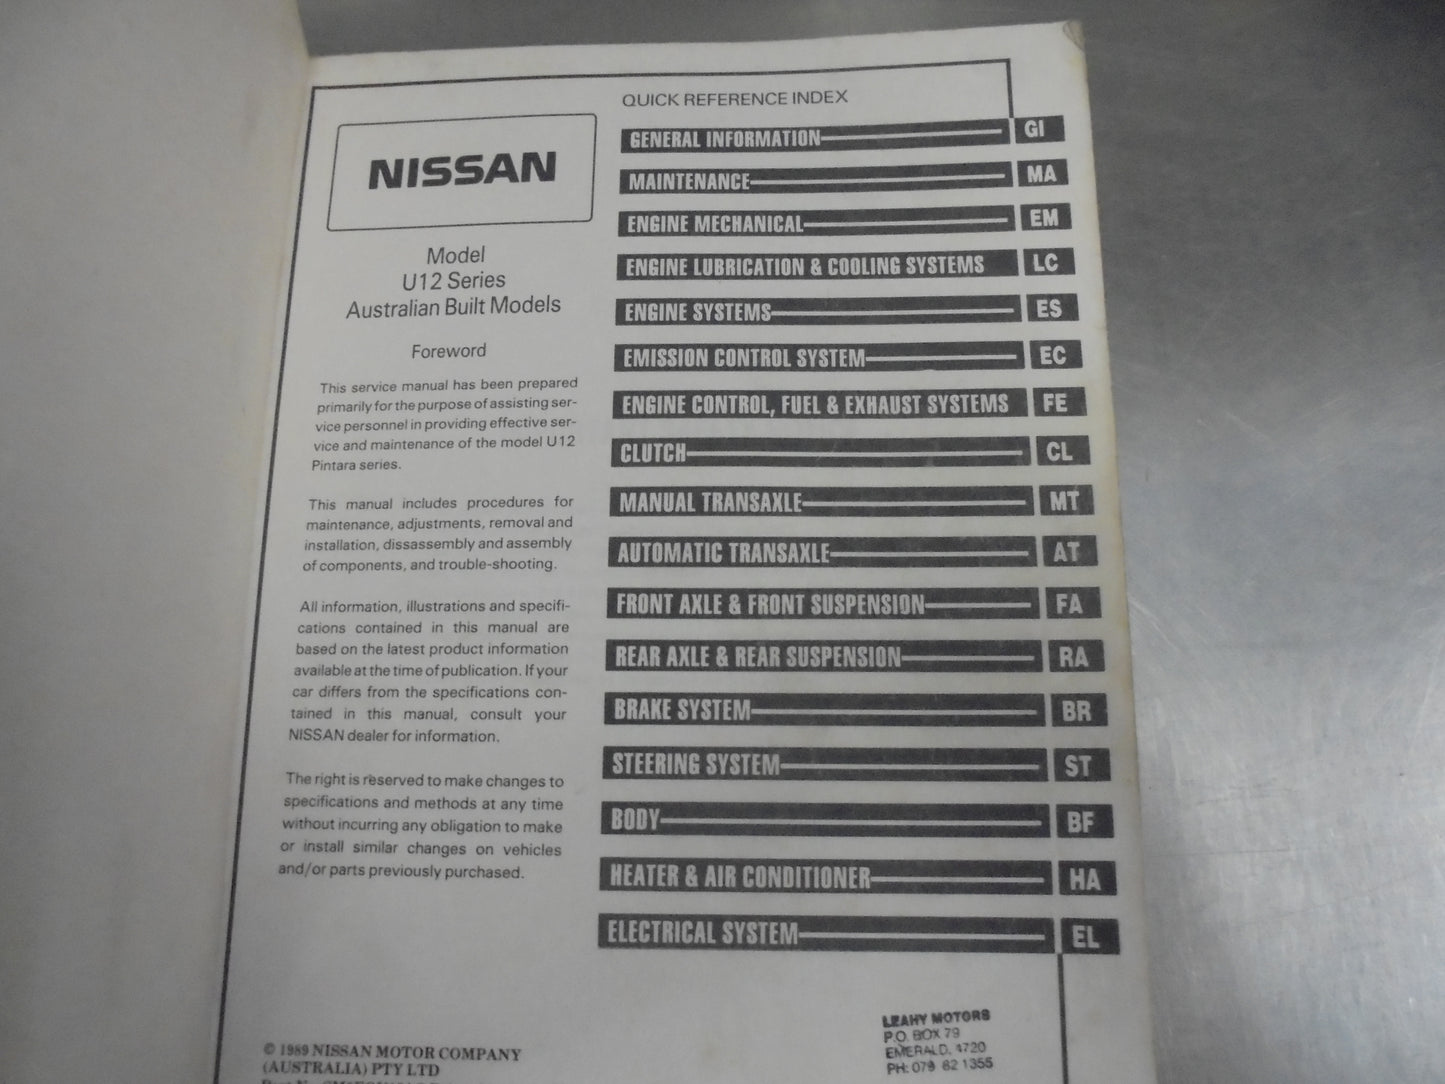 NISSAN
Model
U12 Series
Australian Built Models
Foreword
This service manual has been prepared
primarily for the purpose of assisting ser-
vice personnel in providing effective ser-
vice and maintenance of the model U12
Pintara series.
This manual includes procedures for
maintenance, adjustments, removal and
installation, dissassembly and assembly
of components, and trouble-shooting.
All information, illustrations and specifi-
cations contained in this manual are
based on the latest product information
available at the time of publication. If your
car differs from the specifications con-
tained in this manual, consult your
NISSAN dealer for information.
The right is reserved to make changes to
specifications and methods at any time
without incurring any obligation to make
or install similar changes on vehicles
and/or parts previously purchased.
© 1989 NISSAN MOTOR COMPANY
(AUSTRALIA) PTY LTD
QUICK REFERENCE INDEX
GENERAL INFORMATION GI
MAINTENANCE MA
ENGINE MECHANICAL EM
ENGINE LUBRICATION & COOLING SYSTEMS LC
ENGINE SYSTEMS ES
EMISSION CONTROL SYSTEM EC
ENGINE CONTROL, FUEL & EXHAUST SYSTEMS FE
CLUTCH CL
MANUAL TRANSAXLE MT
AUTOMATIC TRANSAXLE AT
FRONT AXLE & FRONT SUSPENSION FA
REAR AXLE & REAR SUSPENSION RA
BRAKE SYSTEM BR
STEERING SYSTEM ST
BODY BF
HEATER & AIR CONDITIONER HA
ELECTRICAL SYSTEM EL
LEAHY MOTORS
P.O. BOX 79
EMERALD, 4720
PH: 079 82 1355